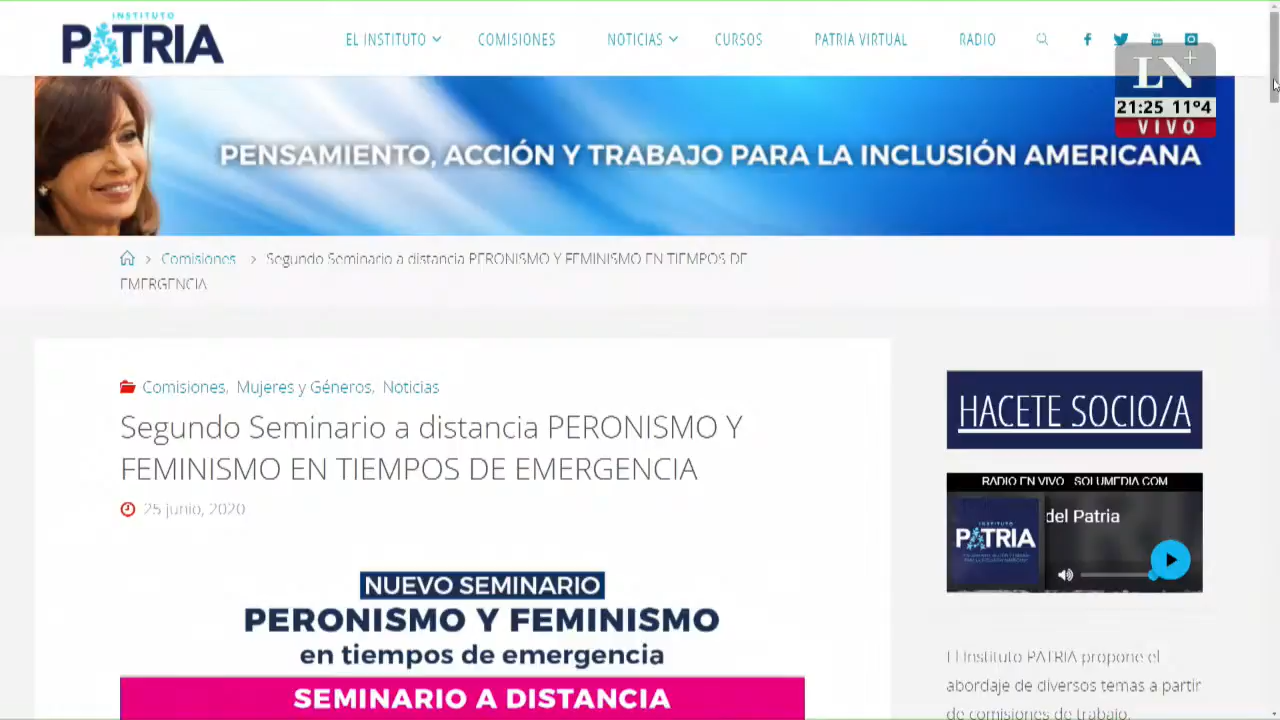 INSTITUTO
PATRIA
EL INSTITUTO
COMISIONES
NOTICIAS
CURSOS
PATRIA VIRTUAL
RADIO
LN+
21:25 11°4
VIVO
PENSAMIENTO, ACCIÓN Y TRABAJO PARA LA INCLUSIÓN AMERICANA
Comisiones > Segundo Seminario a distancia PERONISMO Y FEMINISMO EN TIEMPOS DE
EMERGENCIA
Comisiones, Mujeres y Géneros, Noticias
Segundo Seminario a distancia PERONISMO Y
FEMINISMO EN TIEMPOS DE EMERGENCIA
25 junio, 2020
NUEVO SEMINARIO
PERONISMO Y FEMINISMO
en tiempos de emergencia
SEMINARIO A DISTANCIA
HACETE SOCIO/A
RADIO EN VIVO SOLUMEDIA.COM
del Patria
INSTITUTO
PATRIA
El Instituto PATRIA propone el
abordaje de diversos temas a partir
de comisiones de trabajo.